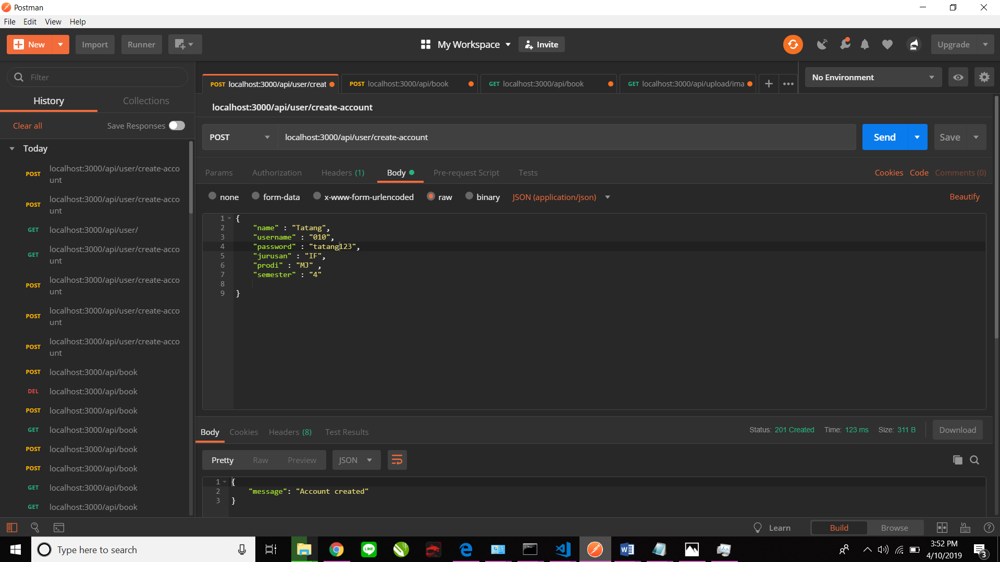 Postman
File Edit View Help
New Import Runner My Workspace Invite Upgrade
Filter
History Collections
Clear all Save Responses
Today
POST localhost:3000/api/user/create-acco
unt
POST localhost:3000/api/user/create-acco
unt
GET localhost:3000/api/user/
GET localhost:3000/api/user/create-acco
unt
POST localhost:3000/api/user/create-acco
unt
POST localhost:3000/api/user/create-acco
unt
POST localhost:3000/api/user/create-acco
unt
POST localhost:3000/api/book
DEL localhost:3000/api/book
POST localhost:3000/api/book
GET localhost:3000/api/book
POST localhost:3000/api/book
POST localhost:3000/api/book
GET localhost:3000/api/book
GET localhost:3000/api/book
POST localhost:3000/api/user/creat POST localhost:3000/api/book GET localhost:3000/api/book GET localhost:3000/api/upload/ima
No Environment
localhost:3000/api/user/create-account
POST localhost:3000/api/user/create-account Send Save
Params Authorization Headers (1) Body Pre-request Script Tests Cookies Code Comments (0)
none form-data x-www-form-urlencoded raw binary JSON (application/json) Beautify
1 {
2 "name" : "Tatang",
3 "username" : "010",
4 "password" : "tatang123",
5 "jurusan" : "IF",
6 "prodi" : "MJ" ,
7 "semester" : "4"
8
9 }
Body Cookies Headers (8) Test Results Status: 201 Created Time: 123 ms Size: 311 B Download
Pretty Raw Preview JSON
1 {
2 "message": "Account created"
3 }
Learn Build Browse
Type here to search
LINE
3:52 PM
4/10/2019
3